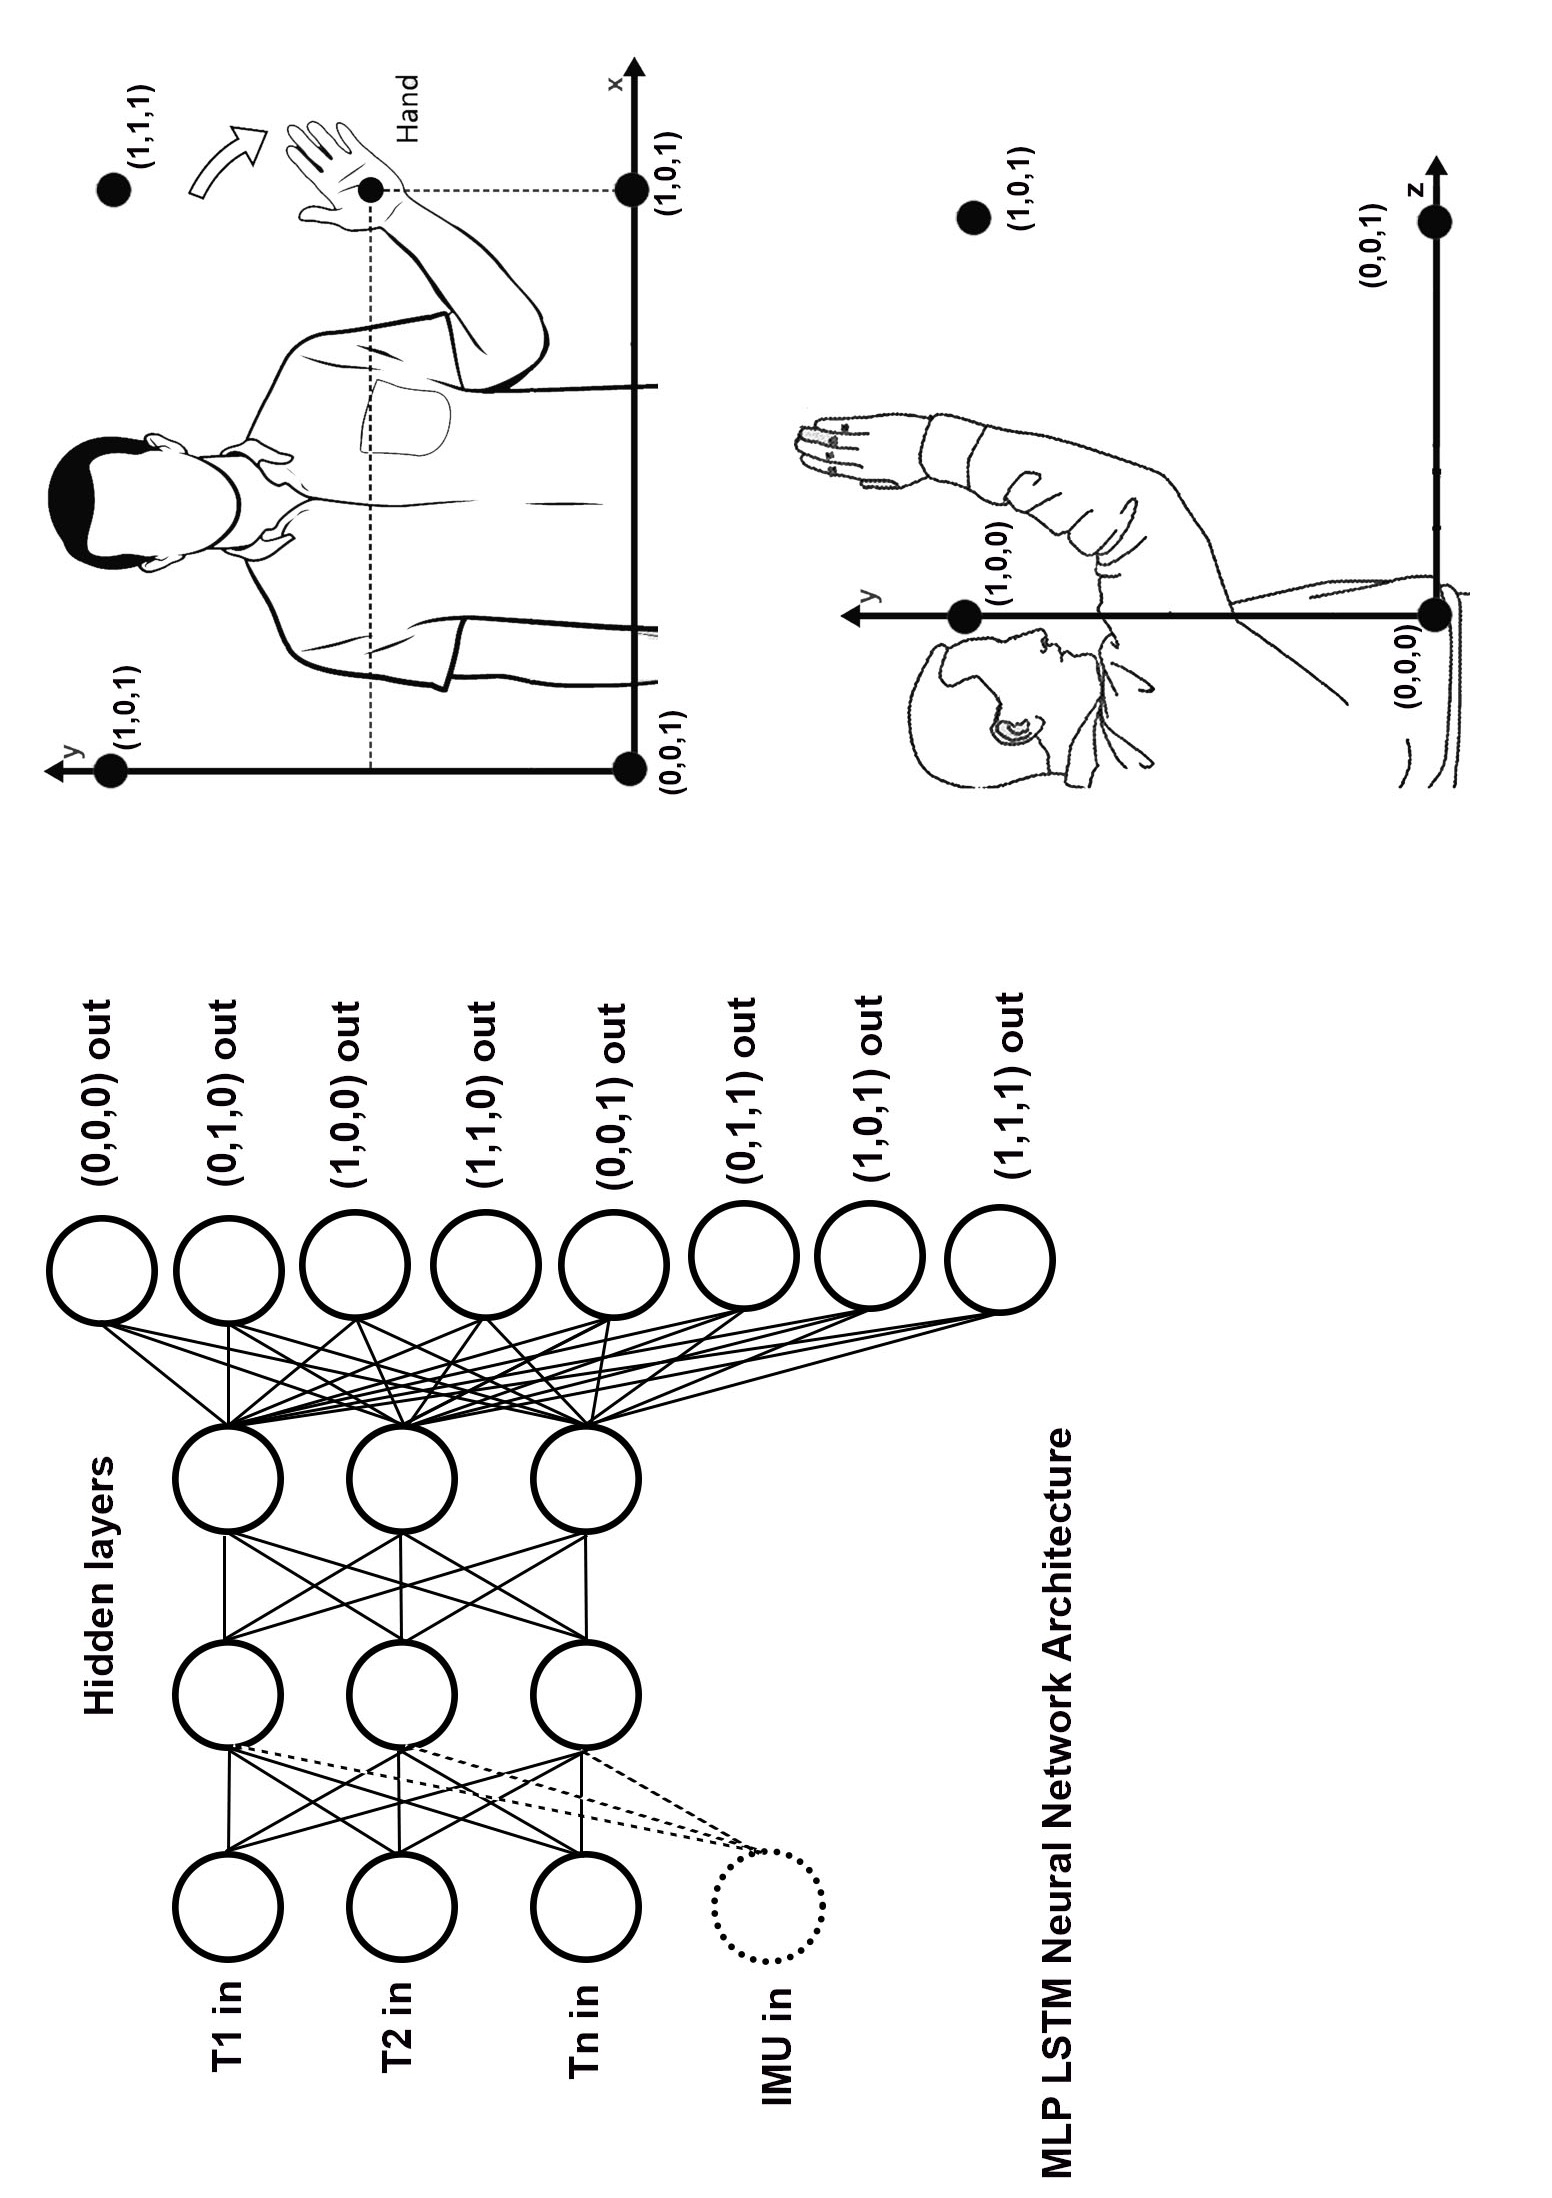 Hidden layers
T1 in
T2 in
Tn in
IMU in
(0,0,0) out
(0,1,0) out
(1,0,0) out
(1,1,0) out
(0,0,1) out
(0,1,1) out
(1,0,1) out
(1,1,1) out
MLP LSTM Neural Network Architecture
y
(1,0,1)
(1,1,1)
Hand
x
(0,0,1)
(1,0,1)
y
(1,0,0)
(1,0,1)
(0,0,1)
z
(0,0,0)